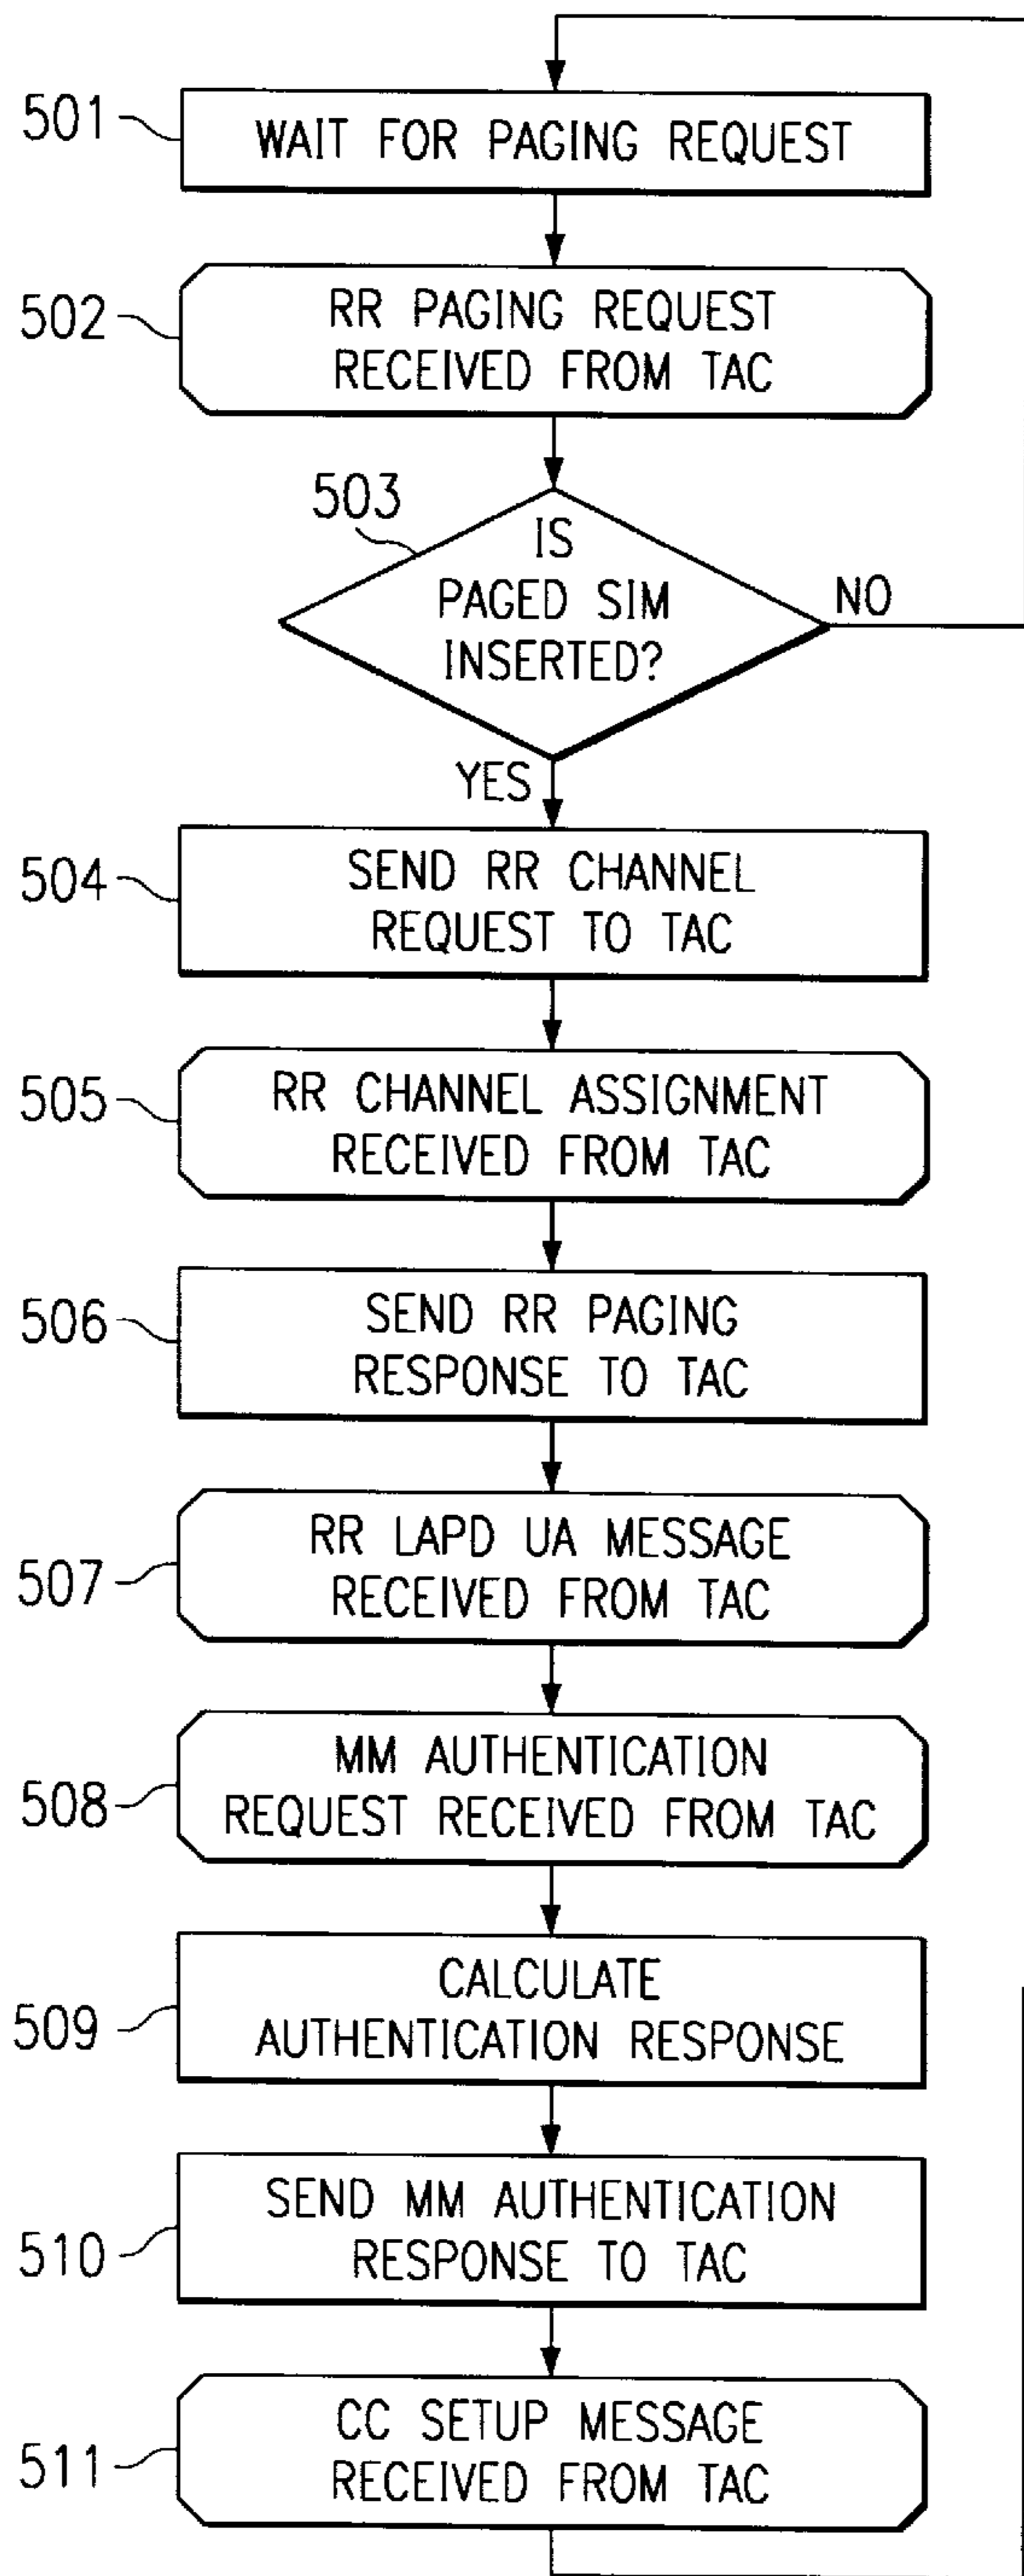 501
WAIT FOR PAGING REQUEST
502
RR PAGING REQUEST
RECEIVED FROM TAC
503
IS
PAGED SIM
INSERTED?
NO
YES
504
SEND RR CHANNEL
REQUEST TO TAC
505
RR CHANNEL ASSIGNMENT
RECEIVED FROM TAC
506
SEND RR PAGING
RESPONSE TO TAC
507
RR LAPD UA MESSAGE
RECEIVED FROM TAC
508
MM AUTHENTICATION
REQUEST RECEIVED FROM TAC
509
CALCULATE
AUTHENTICATION RESPONSE
510
SEND MM AUTHENTICATION
RESPONSE TO TAC
511
CC SETUP MESSAGE
RECEIVED FROM TAC